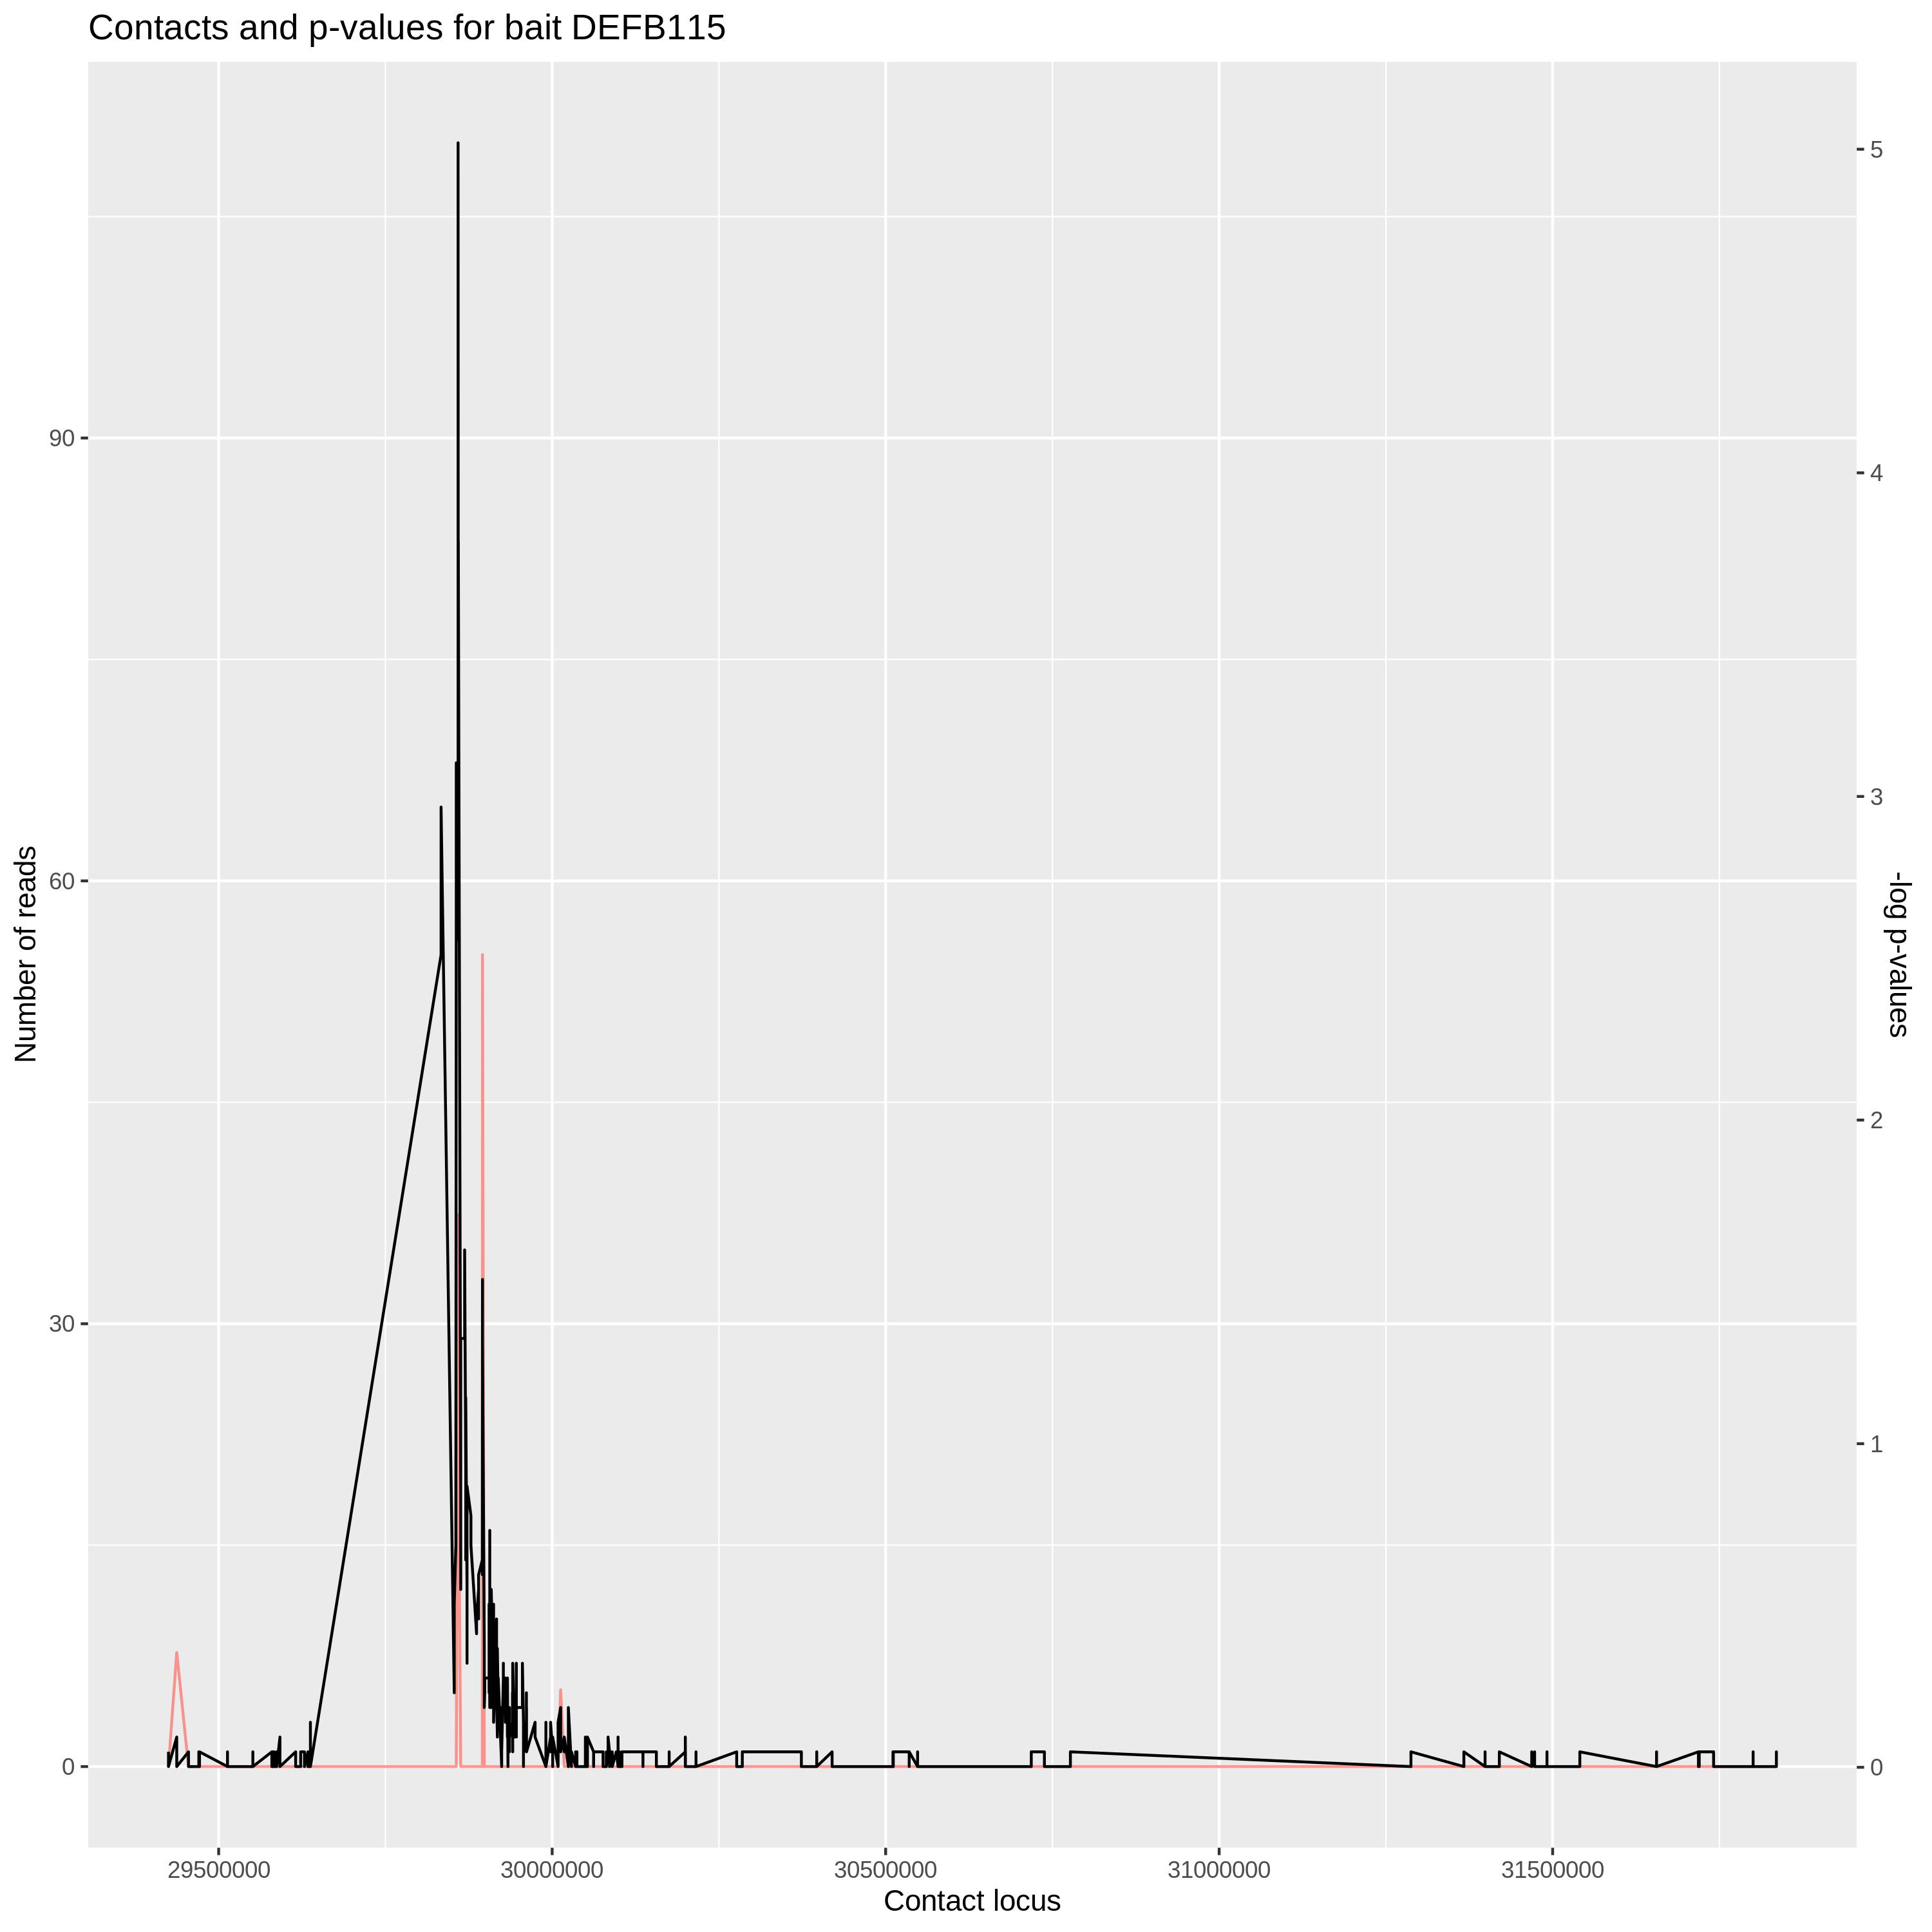 Contacts and p-values for bait DEFB115
Number of reads
90
60
30
0
-log p-values
5
4
3
2
1
0
29500000 30000000 30500000 31000000 31500000
Contact locus